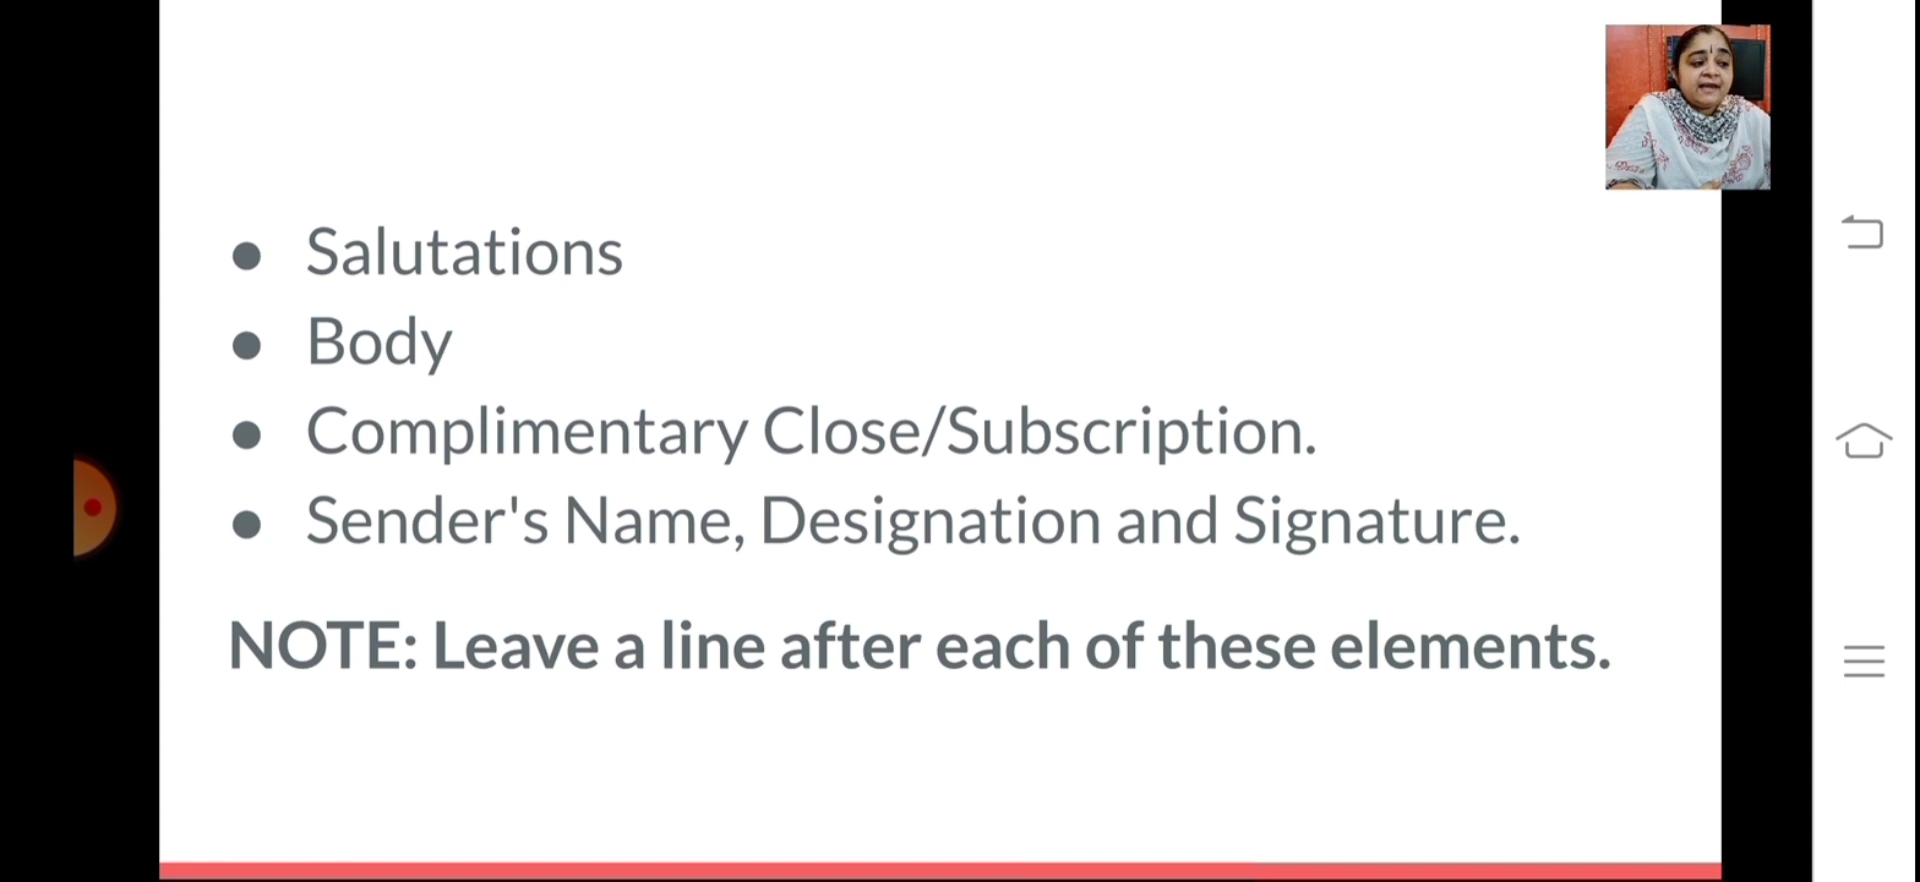 ● Salutations
● Body
● Complimentary Close/Subscription.
● Sender's Name, Designation and Signature.
NOTE: Leave a line after each of these elements.